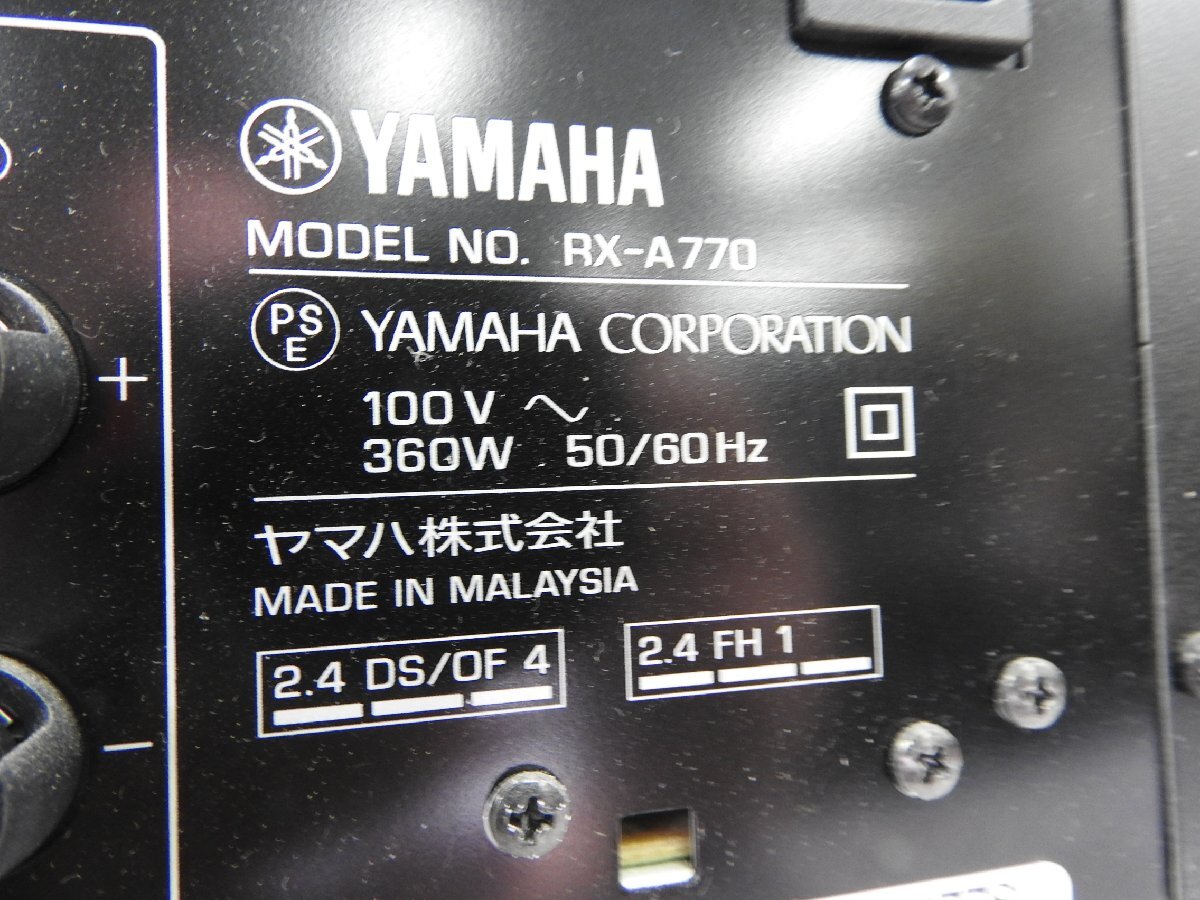 YAMAHA
MODEL NO. RX-A770
PSE YAMAHA CORPORATION
100V ～
360W 50/60Hz
ヤマハ株式会社
MADE IN MALAYSIA
2.4 DS/OF 4
2.4 FH 1
+
−